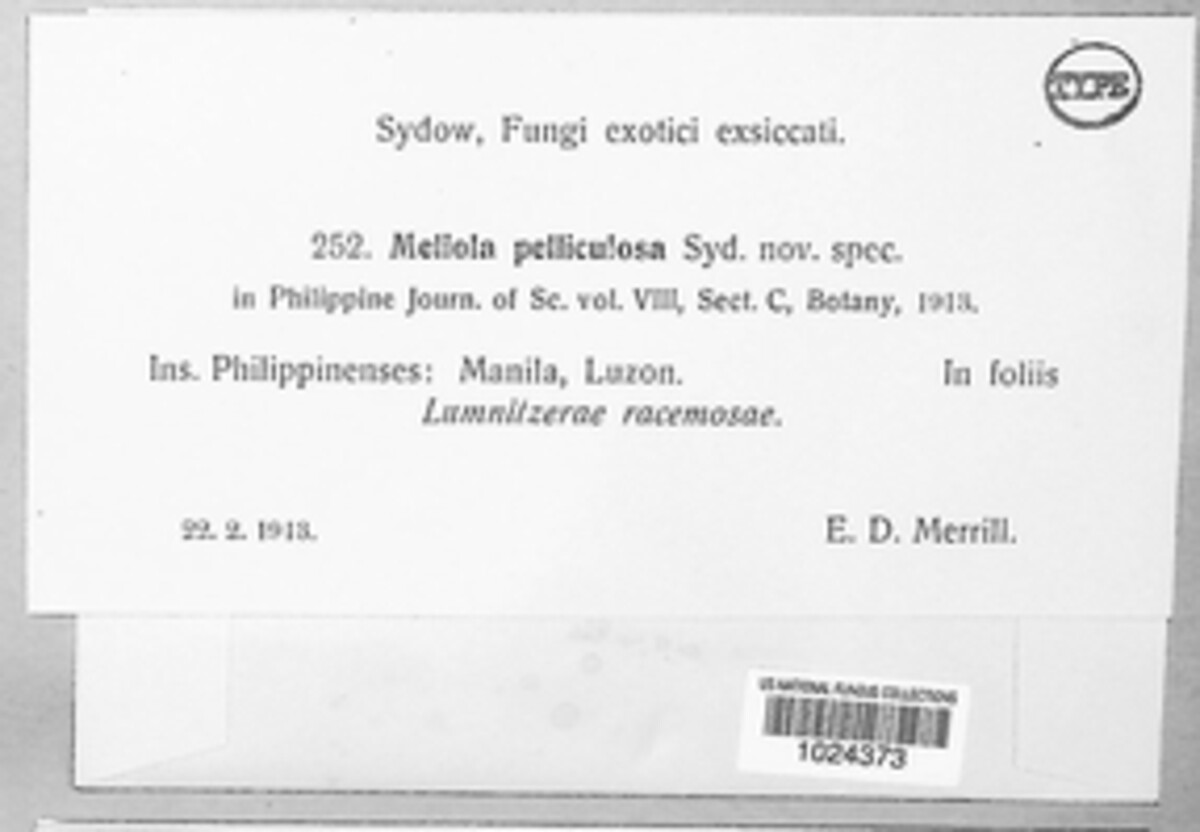 TYPE
Sydow, Fungi exotici exsiccati.
252. Meliola pelliculosa Syd. nov. spec.
in Philippine Journ. of Sc. vol. VIII, Sect. C, Botany, 1913.
Ins. Philippinenses: Manila, Luzon. In foliis
Lumnitzerae racemosae.
22. 2. 1913. E. D. Merrill.
US NATIONAL FUNGUS COLLECTIONS
1024373